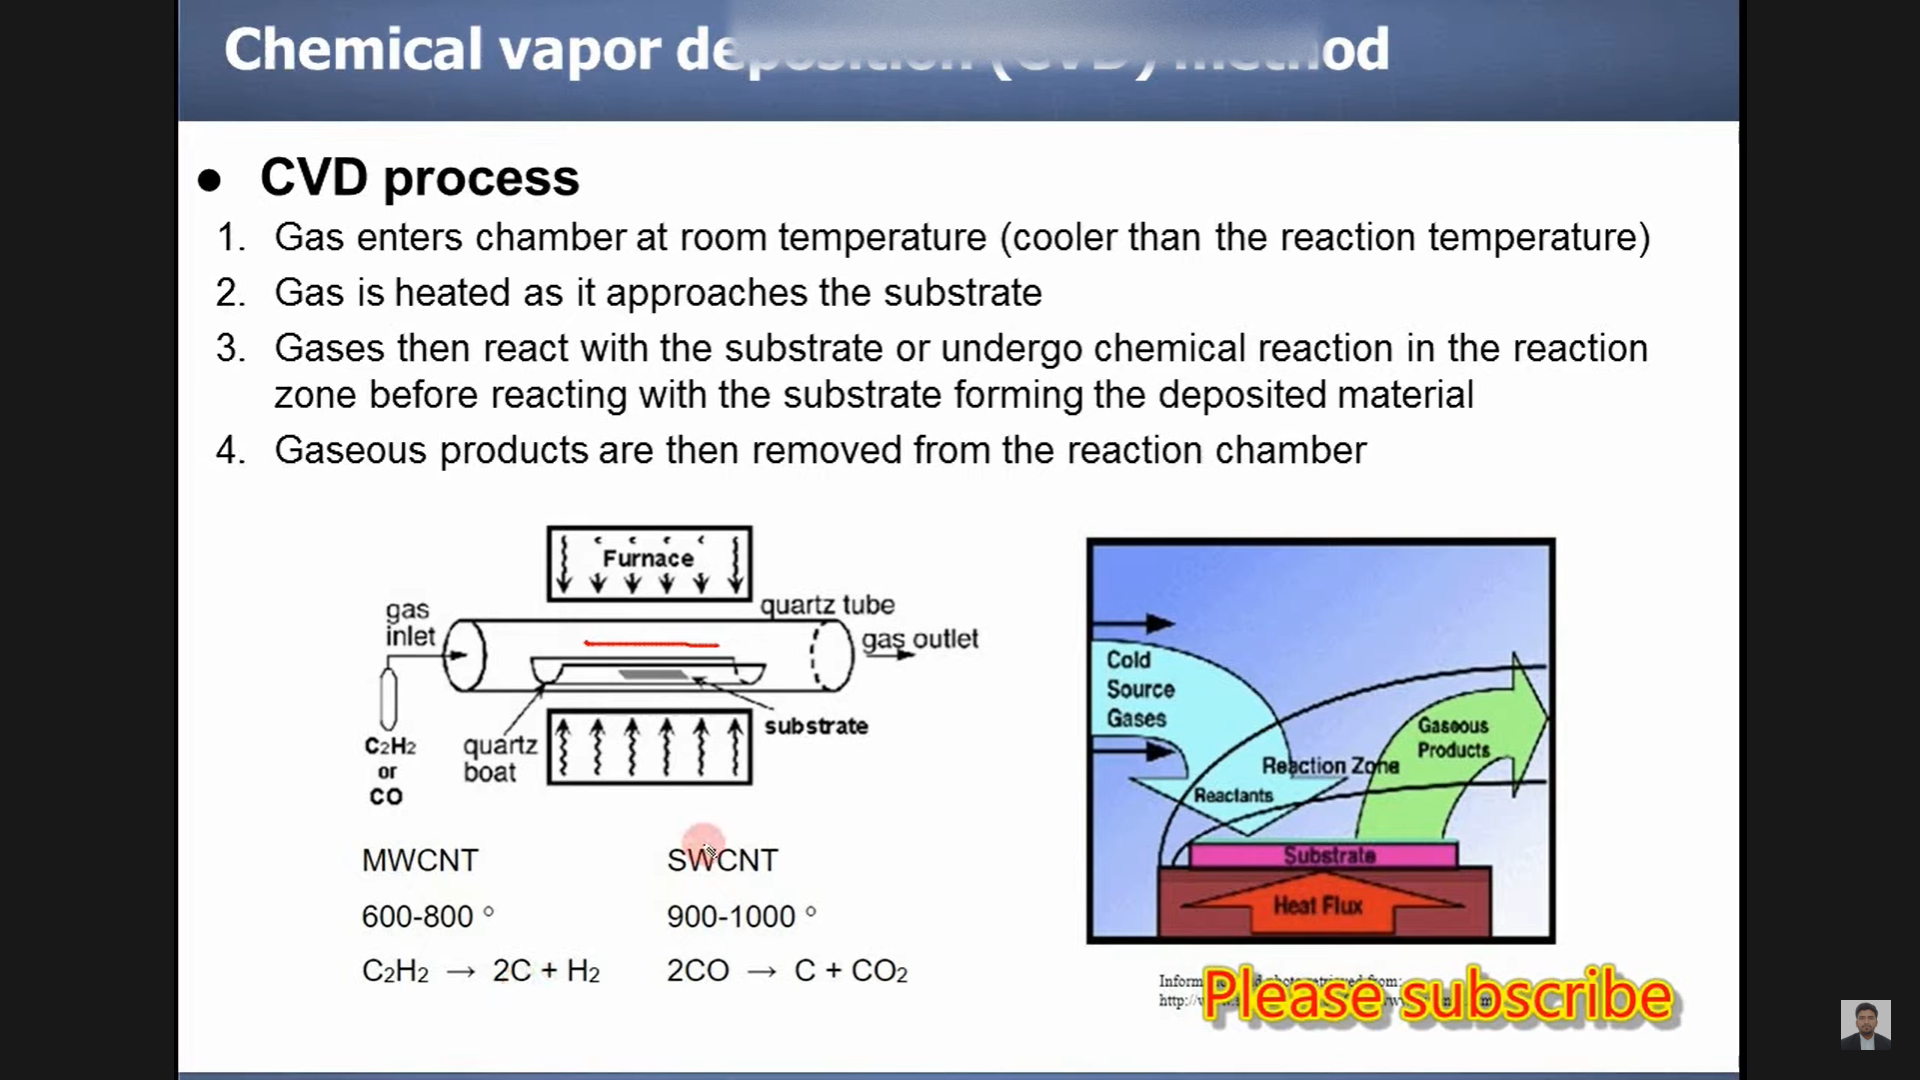 Chemical vapor deposition (CVD) method
● CVD process
1. Gas enters chamber at room temperature (cooler than the reaction temperature)
2. Gas is heated as it approaches the substrate
3. Gases then react with the substrate or undergo chemical reaction in the reaction
zone before reacting with the substrate forming the deposited material
4. Gaseous products are then removed from the reaction chamber
Furnace
quartz tube
gas
inlet
gas outlet
substrate
quartz
boat
C2H2
or
CO
MWCNT
600-800 °
C2H2 → 2C + H2
SWCNT
900-1000 °
2CO → C + CO2
Cold
Source
Gases
Reaction Zone
Reactants
Gaseous
Products
Substrate
Heat Flux
Please subscribe